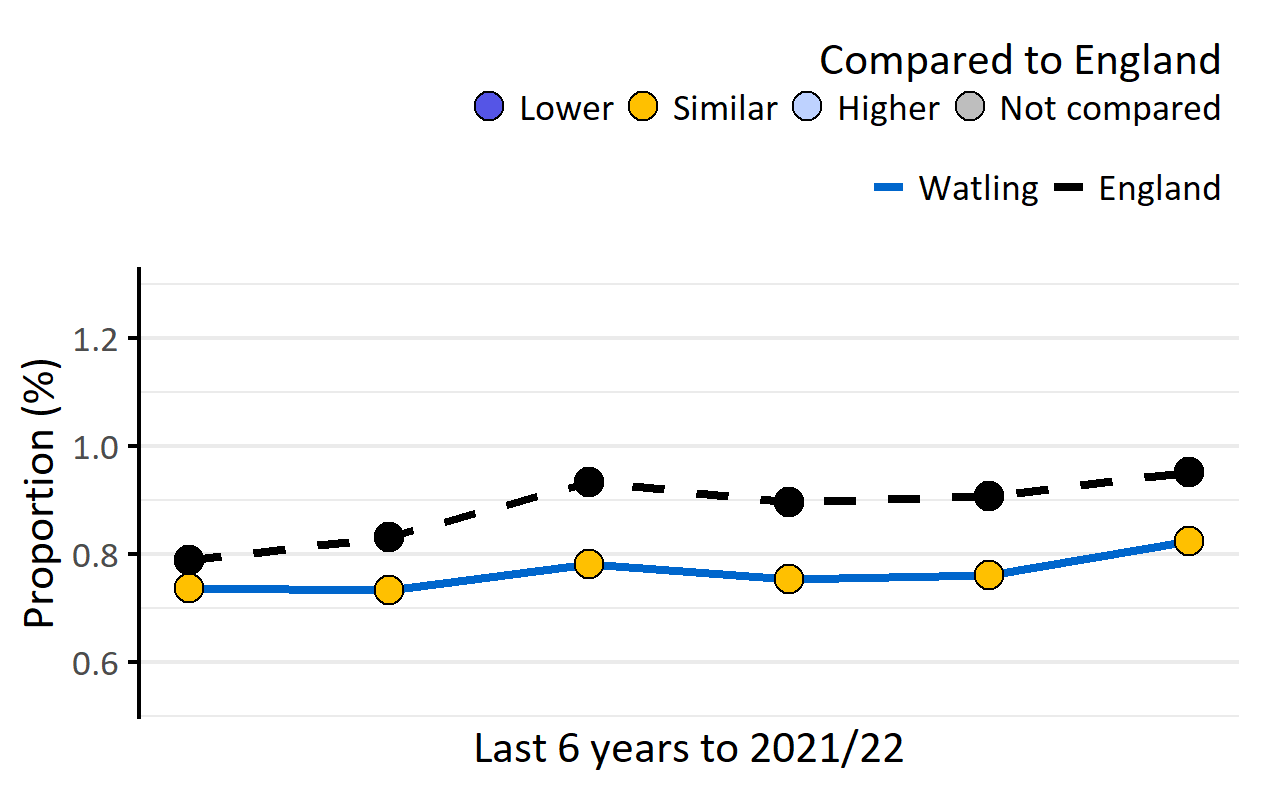 Compared to England
Lower Similar Higher Not compared
Watling England
Proportion (%)
1.2
1.0
0.8
0.6
Last 6 years to 2021/22